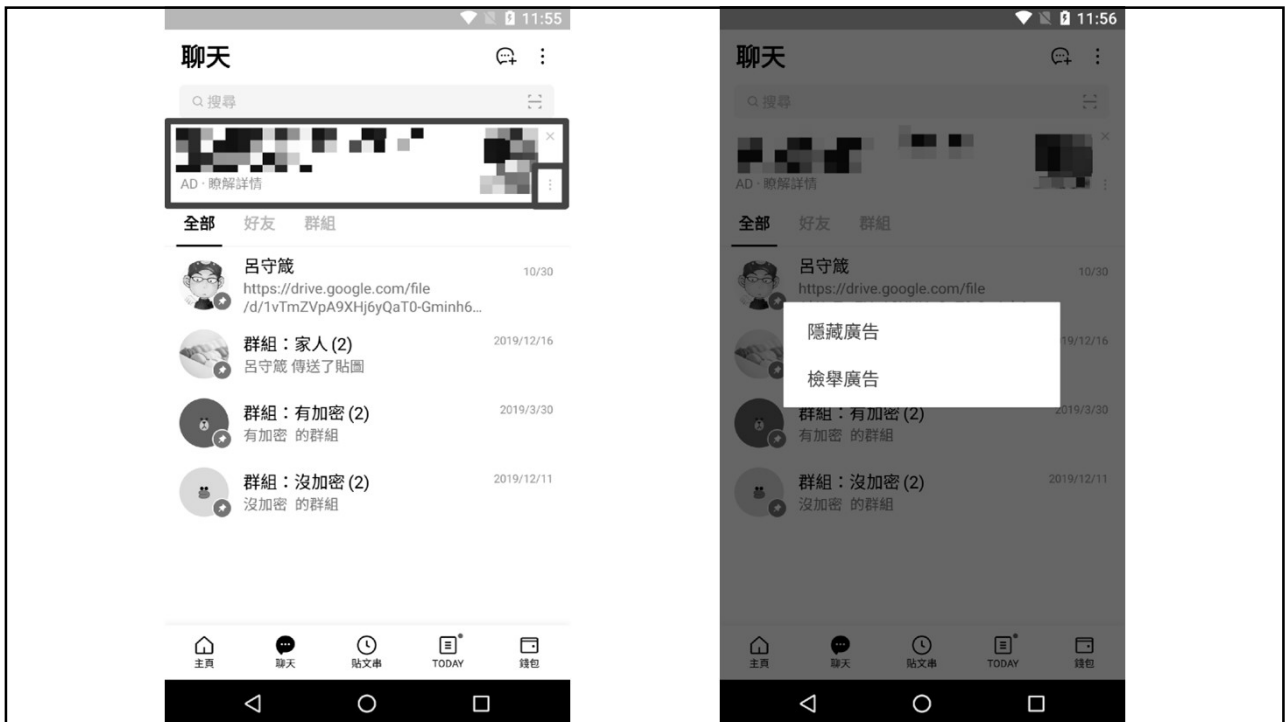 11:55
聊天
搜尋
AD · 瞭解詳情
全部 好友 群組
呂守箴 10/30
https://drive.google.com/file
/d/1vTmZVpA9XHj6yQaT0-Gminh6...
群組：家人 (2) 2019/12/16
呂守箴 傳送了貼圖
群組：有加密 (2) 2019/3/30
有加密 的群組
群組：沒加密 (2) 2019/12/11
沒加密 的群組
主頁 聊天 貼文串 TODAY 錢包
11:56
聊天
搜尋
AD · 瞭解詳情
全部 好友 群組
呂守箴 10/30
https://drive.google.com/file
隱藏廣告
19/12/16
檢舉廣告
群組：有加密 (2) 2019/3/30
有加密 的群組
群組：沒加密 (2) 2019/12/11
沒加密 的群組
主頁 聊天 貼文串 TODAY 錢包